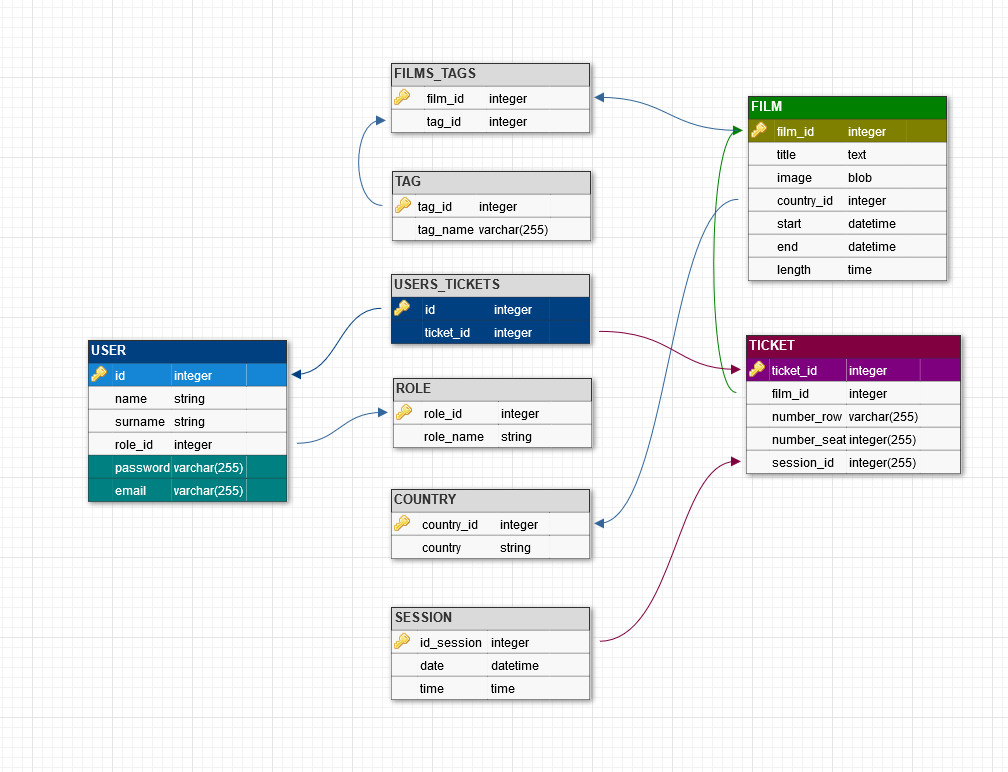 FILMS_TAGS
film_id integer
tag_id integer
TAG
tag_id integer
tag_name varchar(255)
USERS_TICKETS
id integer
ticket_id integer
USER
id integer
name string
surname string
role_id integer
password varchar(255)
email varchar(255)
ROLE
role_id integer
role_name string
COUNTRY
country_id integer
country string
SESSION
id_session integer
date datetime
time time
FILM
film_id integer
title text
image blob
country_id integer
start datetime
end datetime
length time
TICKET
ticket_id integer
film_id integer
number_row varchar(255)
number_seat integer(255)
session_id integer(255)